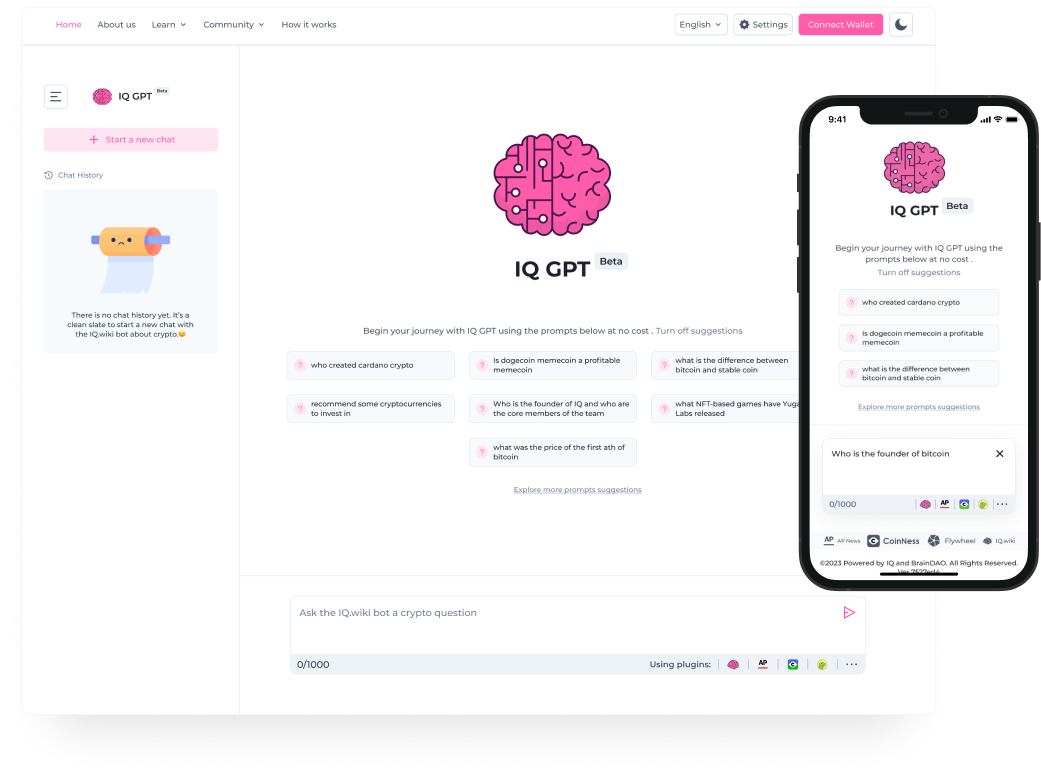 Home About us Learn Community How it works English Settings Connect Wallet
IQ GPT Beta
Start a new chat
Chat History
There is no chat history yet. It's a
clean slate to start a new chat with
the IQ.wiki bot about crypto.😉
IQ GPT Beta
Begin your journey with IQ GPT using the prompts below at no cost . Turn off suggestions
who created cardano crypto
Is dogecoin memecoin a profitable
memecoin
what is the difference between
bitcoin and stable coin
recommend some cryptocurrencies
to invest in
Who is the founder of IQ and who are
the core members of the team
what NFT-based games have Yuga
Labs released
what was the price of the first ath of
bitcoin
Explore more prompts suggestions
Ask the IQ.wiki bot a crypto question
0/1000 Using plugins: AP
9:41
IQ GPT Beta
Begin your journey with IQ GPT using the
prompts below at no cost .
Turn off suggestions
who created cardano crypto
Is dogecoin memecoin a profitable
memecoin
what is the difference between
bitcoin and stable coin
Explore more prompts suggestions
Who is the founder of bitcoin
0/1000 AP
AP AP News CoinNess Flywheel IQ.wiki
©2023 Powered by IQ and BrainDAO. All Rights Reserved.